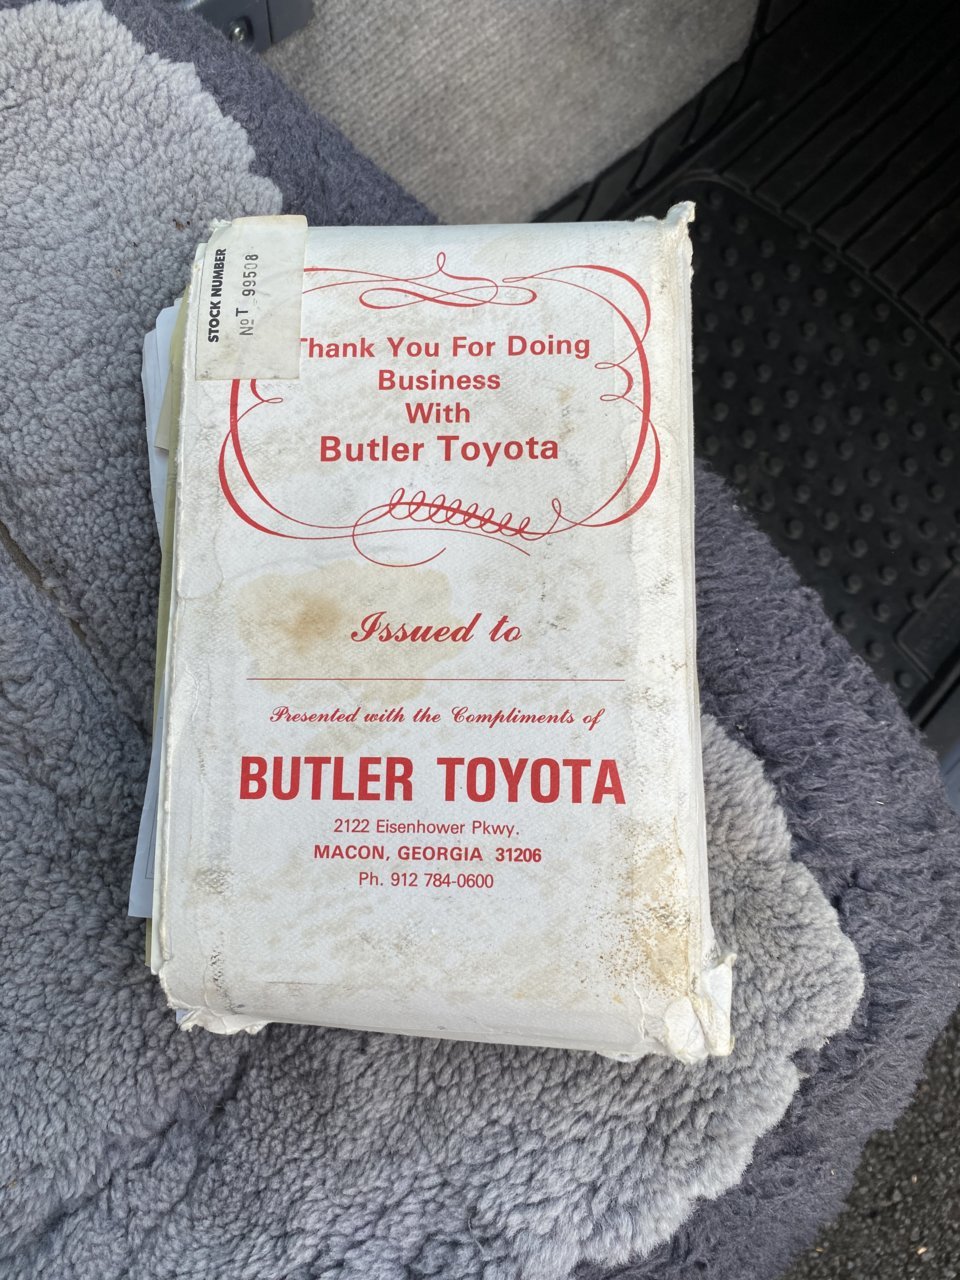 STOCK NUMBER
Nº T 99508
Thank You For Doing
Business
With
Butler Toyota
Issued to
Presented with the Compliments of
BUTLER TOYOTA
2122 Eisenhower Pkwy.
MACON, GEORGIA 31206
Ph. 912 784-0600